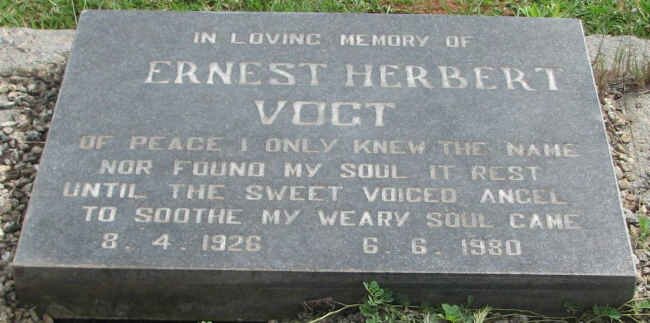 IN LOVING MEMORY OF
ERNEST HERBERT
VOGT
OF PEACE I ONLY KNEW THE NAME
NOR FOUND MY SOUL IT REST
UNTIL THE SWEET VOICED ANGEL
TO SOOTHE MY WEARY SOUL CAME
8. 4. 1926 6. 6. 1980